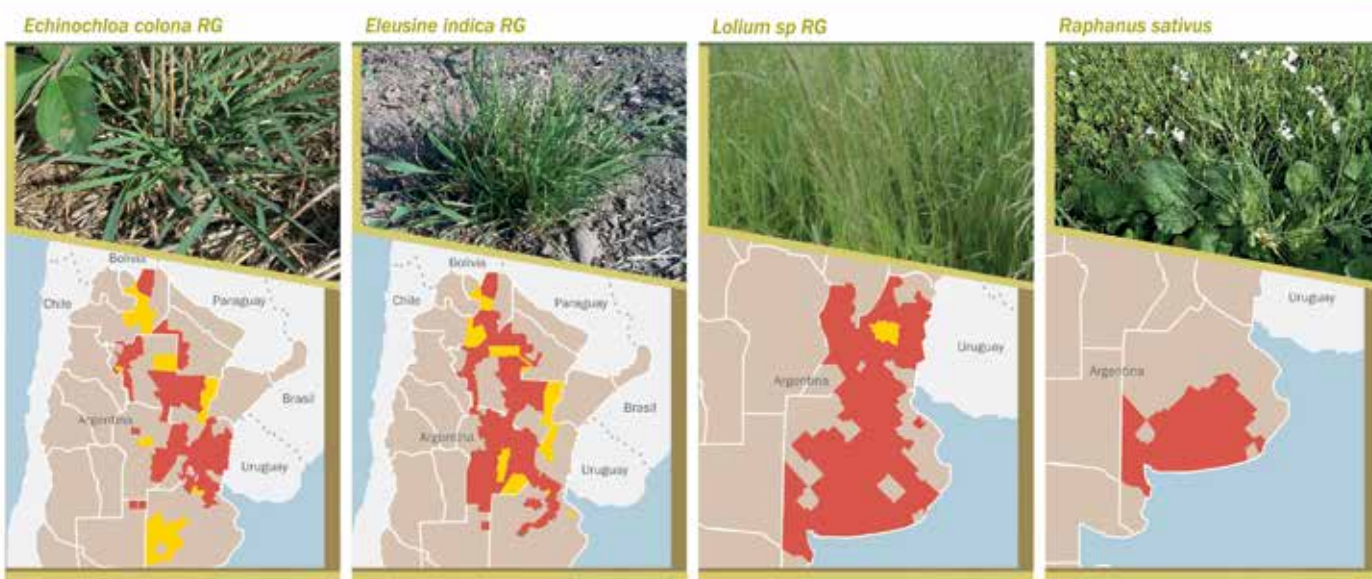 Echinochloa colona RG
Eleusine indica RG
Lolium sp RG
Raphanus sativus
Bolivia
Chile
Paraguay
Argentina
Brasil
Uruguay
Bolivia
Chile
Paraguay
Argentina
Brasil
Uruguay
Argentina
Uruguay
Uruguay
Argentina